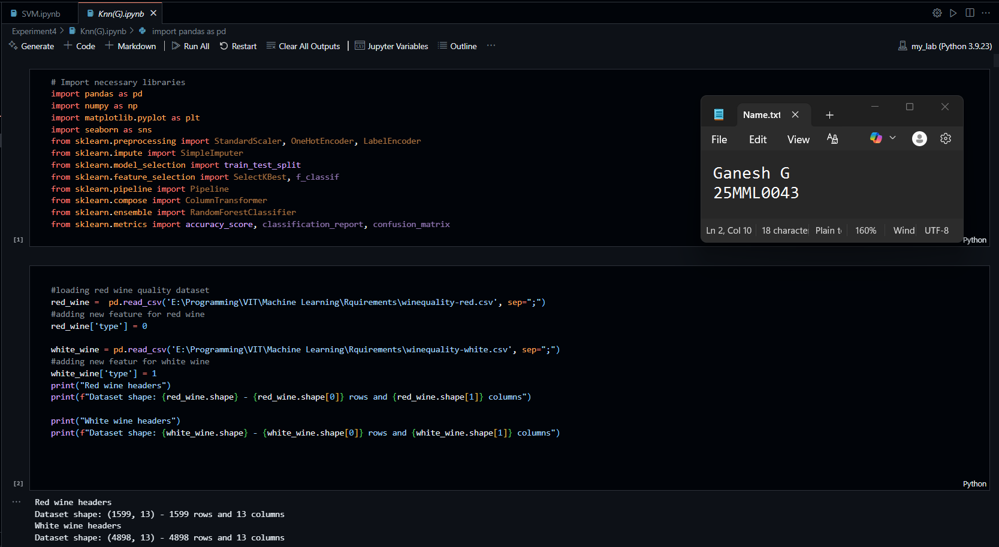 SVM.ipynb
Knn(G).ipynb
Experiment4 > Knn(G).ipynb > import pandas as pd
Generate + Code + Markdown | Run All Restart Clear All Outputs | Jupyter Variables Outline ...
my_lab (Python 3.9.23)
# Import necessary libraries
import pandas as pd
import numpy as np
import matplotlib.pyplot as plt
import seaborn as sns
from sklearn.preprocessing import StandardScaler, OneHotEncoder, LabelEncoder
from sklearn.impute import SimpleImputer
from sklearn.model_selection import train_test_split
from sklearn.feature_selection import SelectKBest, f_classif
from sklearn.pipeline import Pipeline
from sklearn.compose import ColumnTransformer
from sklearn.ensemble import RandomForestClassifier
from sklearn.metrics import accuracy_score, classification_report, confusion_matrix
[1]
Python
Name.txt
File Edit View
Ganesh G
25MML0043
Ln 2, Col 10 18 characte Plain t 160% Wind UTF-8
#loading red wine quality dataset
red_wine =  pd.read_csv('E:\Programming\VIT\Machine Learning\Rquirements\winequality-red.csv', sep=";")
#adding new feature for red wine
red_wine['type'] = 0
white_wine = pd.read_csv('E:\Programming\VIT\Machine Learning\Rquirements\winequality-white.csv', sep=";")
#adding new featur for white wine
white_wine['type'] = 1
print("Red wine headers")
print(f"Dataset shape: {red_wine.shape} - {red_wine.shape[0]} rows and {red_wine.shape[1]} columns")
print("White wine headers")
print(f"Dataset shape: {white_wine.shape} - {white_wine.shape[0]} rows and {white_wine.shape[1]} columns")
[2]
Python
... Red wine headers
Dataset shape: (1599, 13) - 1599 rows and 13 columns
White wine headers
Dataset shape: (4898, 13) - 4898 rows and 13 columns